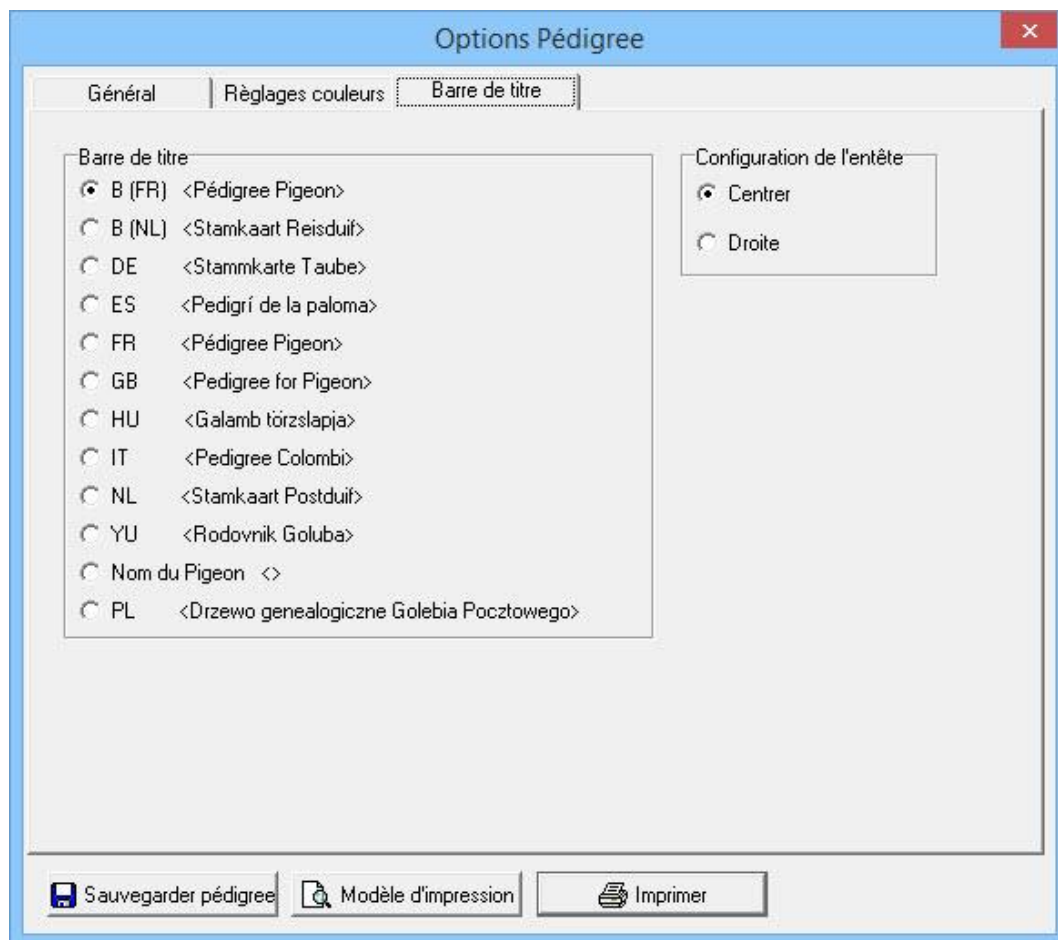 Options Pédigree
Général Règlages couleurs Barre de titre
Barre de titre
B (FR) <Pédigree Pigeon>
B (NL) <Stamkaart Reisduif>
DE <Stammkarte Taube>
ES <Pedigrí de la paloma>
FR <Pédigree Pigeon>
GB <Pedigree for Pigeon>
HU <Galamb törzslapja>
IT <Pedigree Colombi>
NL <Stamkaart Postduif>
YU <Rodovnik Goluba>
Nom du Pigeon <>
PL <Drzewo genealogiczne Golebia Pocztowego>
Configuration de l'entête
Centrer
Droite
Sauvegarder pédigree Modèle d'impression Imprimer